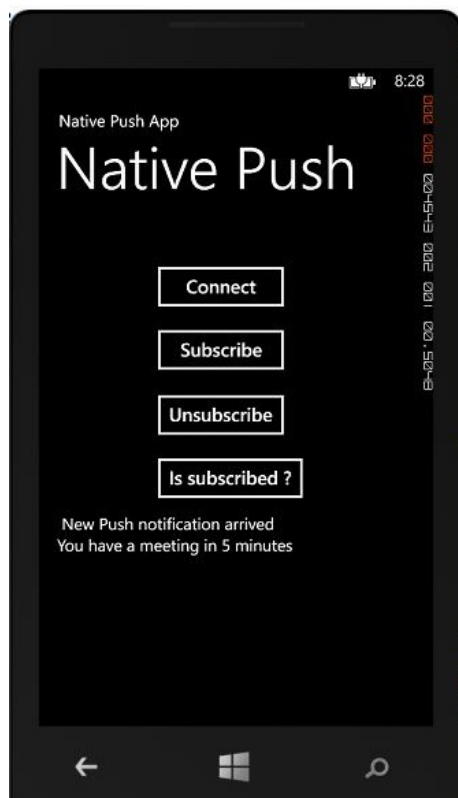 8:28
Native Push App
Native Push
Connect
Subscribe
Unsubscribe
Is subscribed ?
New Push notification arrived
You have a meeting in 5 minutes